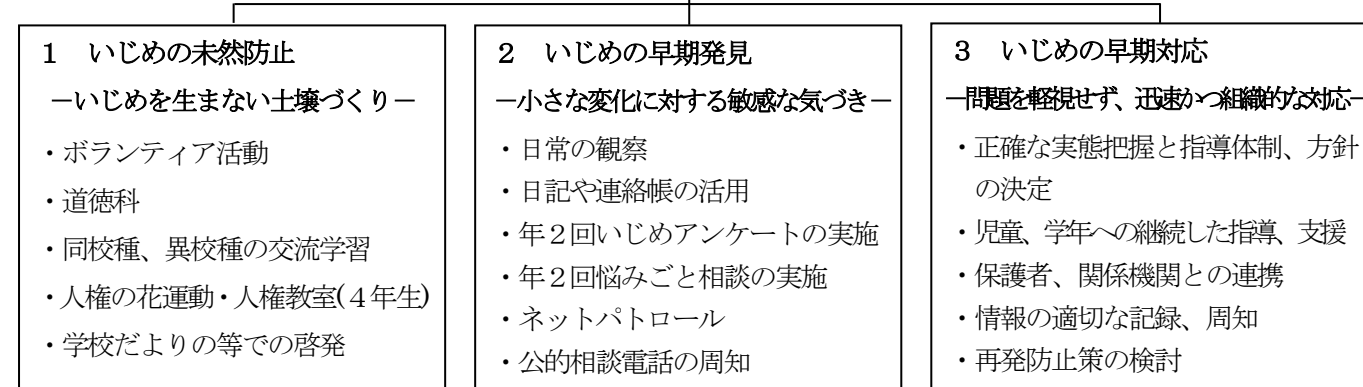 １　いじめの未然防止
－いじめを生まない土壌づくり－
・ボランティア活動
・道徳科
・同校種、異校種の交流学習
・人権の花運動・人権教室(４年生)
・学校だよりの等での啓発
２　いじめの早期発見
－小さな変化に対する敏感な気づき－
・日常の観察
・日記や連絡帳の活用
・年２回いじめアンケートの実施
・年２回悩みごと相談の実施
・ネットパトロール
・公的相談電話の周知
３　いじめの早期対応
－問題を軽視せず、迅速かつ組織的な対応－
・正確な実態把握と指導体制、方針
の決定
・児童、学年への継続した指導、支援
・保護者、関係機関との連携
・情報の適切な記録、周知
・再発防止策の検討